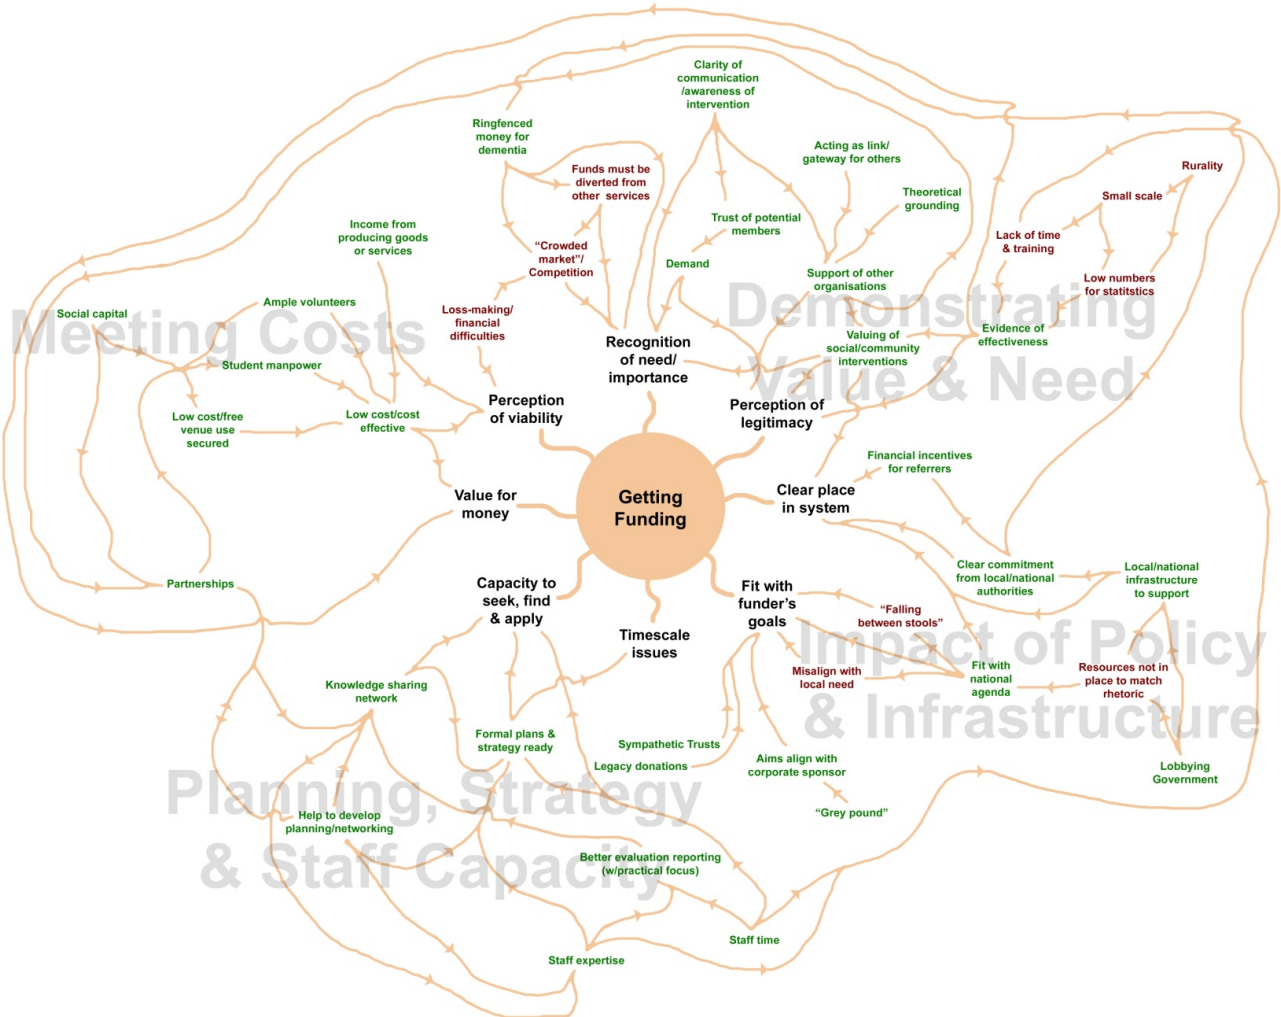 Clarity of
communication
/awareness of
intervention
Ringfenced
money for
dementia
Acting as link/
gateway for others
Funds must be
diverted from
other services
Rurality
Small scale
Theoretical
grounding
Trust of potential
members
Income from
producing goods
or services
Lack of time
& training
"Crowded
market"/
Competition
Demand
Support of other
organisations
Low numbers
for statitstics
Meeting Costs
Demonstrating
Value & Need
Social capital
Ample volunteers
Loss-making/
financial
difficulties
Evidence of
effectiveness
Valuing of
social/community
interventions
Recognition
of need/
importance
Student manpower
Low cost/free
venue use
secured
Low cost/cost
effective
Perception
of viability
Perception of
legitimacy
Financial incentives
for referrers
Value for
money
Getting
Funding
Clear place
in system
Partnerships
Capacity to
seek, find
& apply
Timescale
issues
Fit with
funder's
goals
Clear commitment
from local/national
authorities
Local/national
infrastructure
to support
"Falling
between stools"
Impact of Policy
& Infrastructure
Misalign with
local need
Fit with
national
agenda
Resources not in
place to match
rhetoric
Knowledge sharing
network
Formal plans &
strategy ready
Sympathetic Trusts
Legacy donations
Aims align with
corporate sponsor
"Grey pound"
Lobbying
Government
Planning, Strategy
& Staff Capacity
Help to develop
planning/networking
Better evaluation reporting
(w/practical focus)
Staff time
Staff expertise